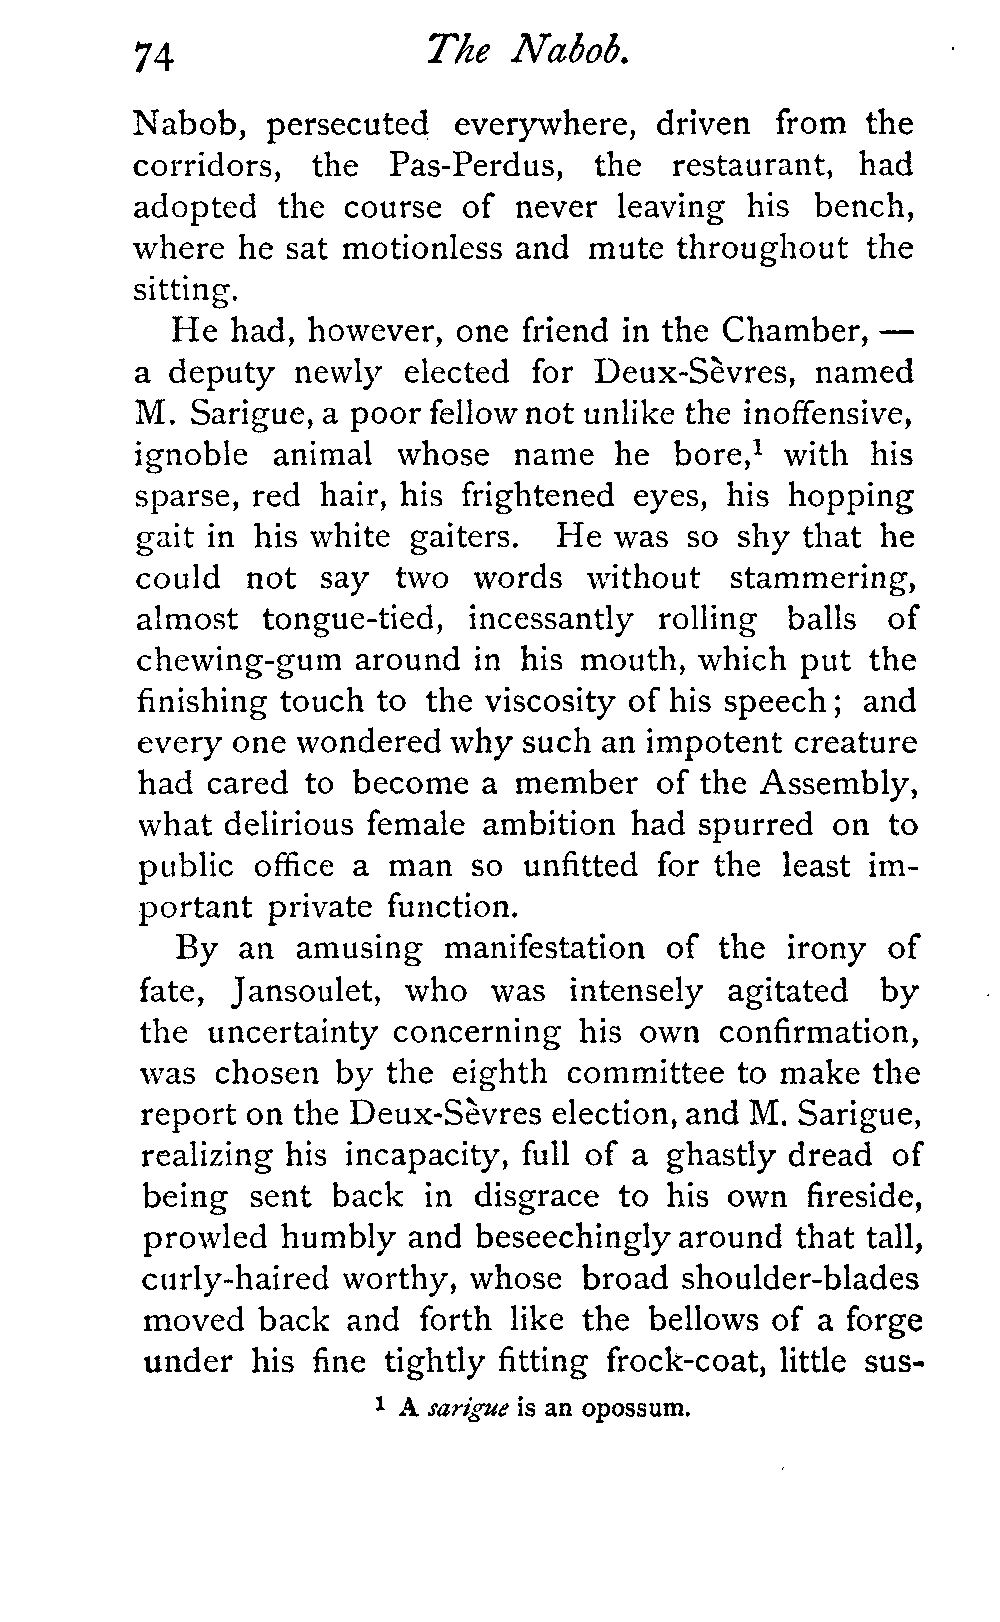 74 The Nabob.
Nabob, persecuted everywhere, driven from the
corridors, the Pas-Perdus, the restaurant, had
adopted the course of never leaving his bench,
where he sat motionless and mute throughout the
sitting.
He had, however, one friend in the Chamber, —
a deputy newly elected for Deux-Sèvres, named
M. Sarigue, a poor fellow not unlike the inoffensive,
ignoble animal whose name he bore,¹ with his
sparse, red hair, his frightened eyes, his hopping
gait in his white gaiters. He was so shy that he
could not say two words without stammering,
almost tongue-tied, incessantly rolling balls of
chewing-gum around in his mouth, which put the
finishing touch to the viscosity of his speech; and
every one wondered why such an impotent creature
had cared to become a member of the Assembly,
what delirious female ambition had spurred on to
public office a man so unfitted for the least im-
portant private function.
By an amusing manifestation of the irony of
fate, Jansoulet, who was intensely agitated by
the uncertainty concerning his own confirmation,
was chosen by the eighth committee to make the
report on the Deux-Sèvres election, and M. Sarigue,
realizing his incapacity, full of a ghastly dread of
being sent back in disgrace to his own fireside,
prowled humbly and beseechingly around that tall,
curly-haired worthy, whose broad shoulder-blades
moved back and forth like the bellows of a forge
under his fine tightly fitting frock-coat, little sus-
¹ A sarigue is an opossum.